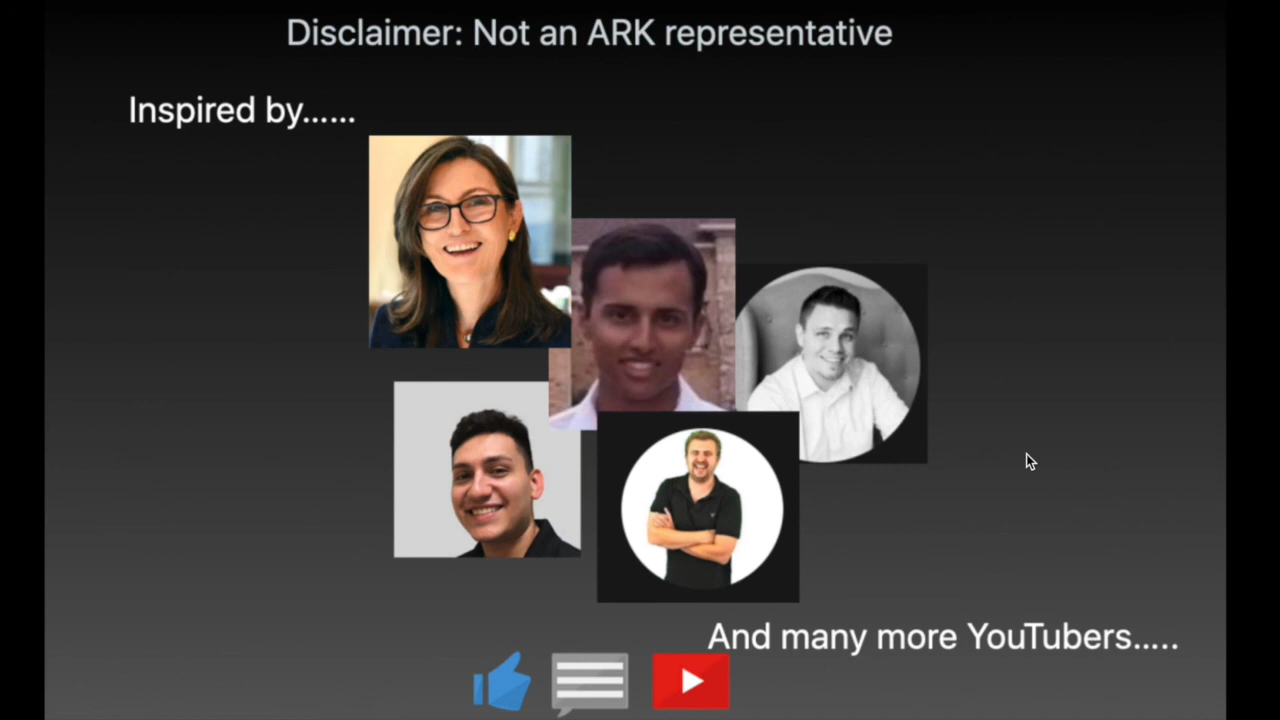 Disclaimer: Not an ARK representative
Inspired by......
And many more YouTubers.....